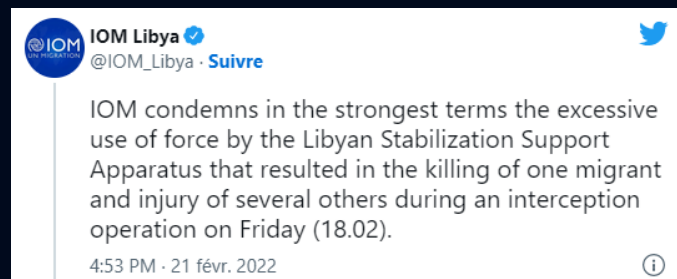 IOM
UN MIGRATION
IOM Libya
@IOM_Libya · Suivre
IOM condemns in the strongest terms the excessive
use of force by the Libyan Stabilization Support
Apparatus that resulted in the killing of one migrant
and injury of several others during an interception
operation on Friday (18.02).
4:53 PM · 21 févr. 2022